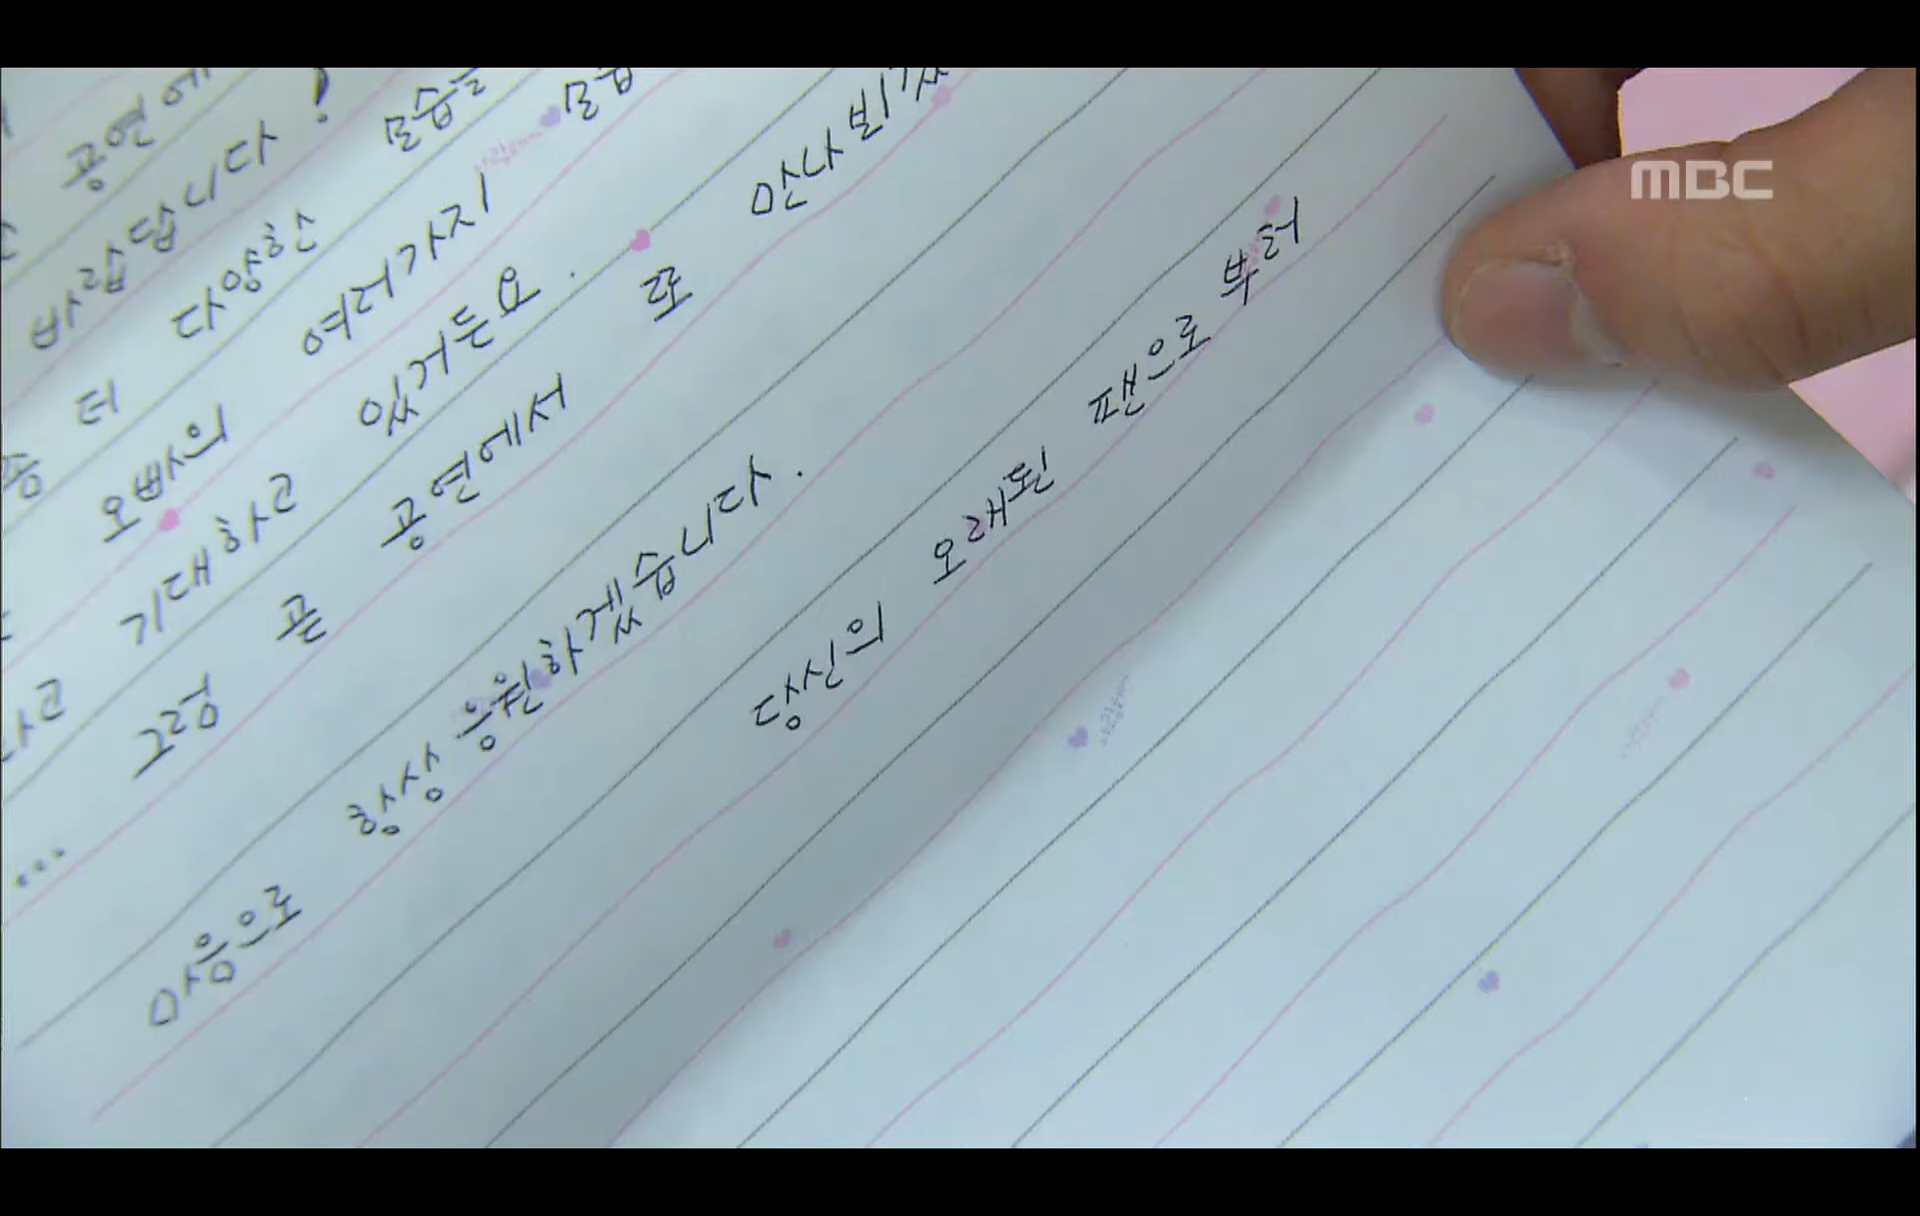 공연에
바랍답니다!
터 다양한 모습을
오빠의 여러가지 모습
기대하고 있거든요.
그럼 곧 공연에서 또 만나뵈겠
...
마음으로 항상 응원하겠습니다.
당신의 오래된 팬으로 부터
MBC